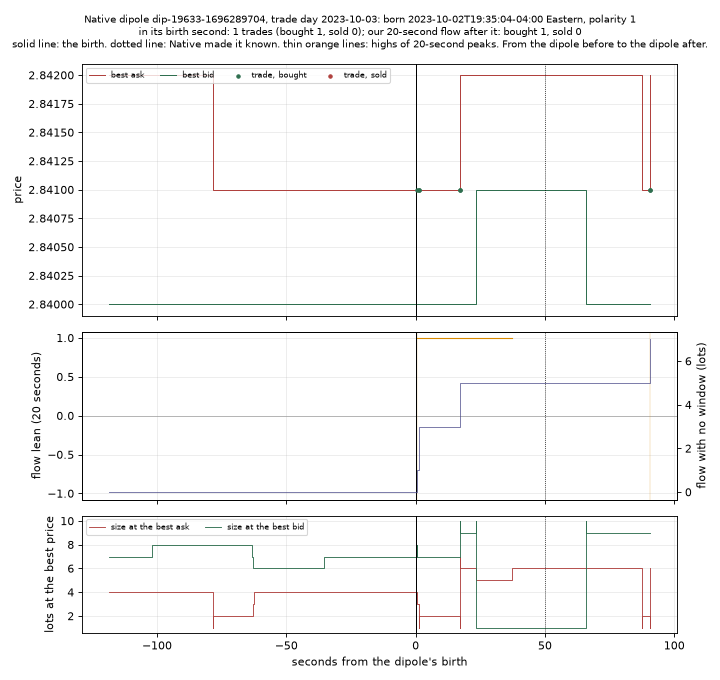 Native dipole dip-19633-1696289704, trade day 2023-10-03: born 2023-10-02T19:35:04-04:00 Eastern, polarity 1
in its birth second: 1 trades (bought 1, sold 0); our 20-second flow after it: bought 1, sold 0
solid line: the birth. dotted line: Native made it known. thin orange lines: highs of 20-second peaks. From the dipole before to the dipole after.
best ask best bid trade, bought trade, sold
2.84200
2.84175
2.84150
2.84125
2.84100
2.84075
2.84050
2.84025
2.84000
price
1.0
0.5
0.0
−0.5
−1.0
flow lean (20 seconds)
6
4
2
0
flow with no window (lots)
size at the best ask size at the best bid
10
8
6
4
2
lots at the best price
−100 −50 0 50 100
seconds from the dipole's birth